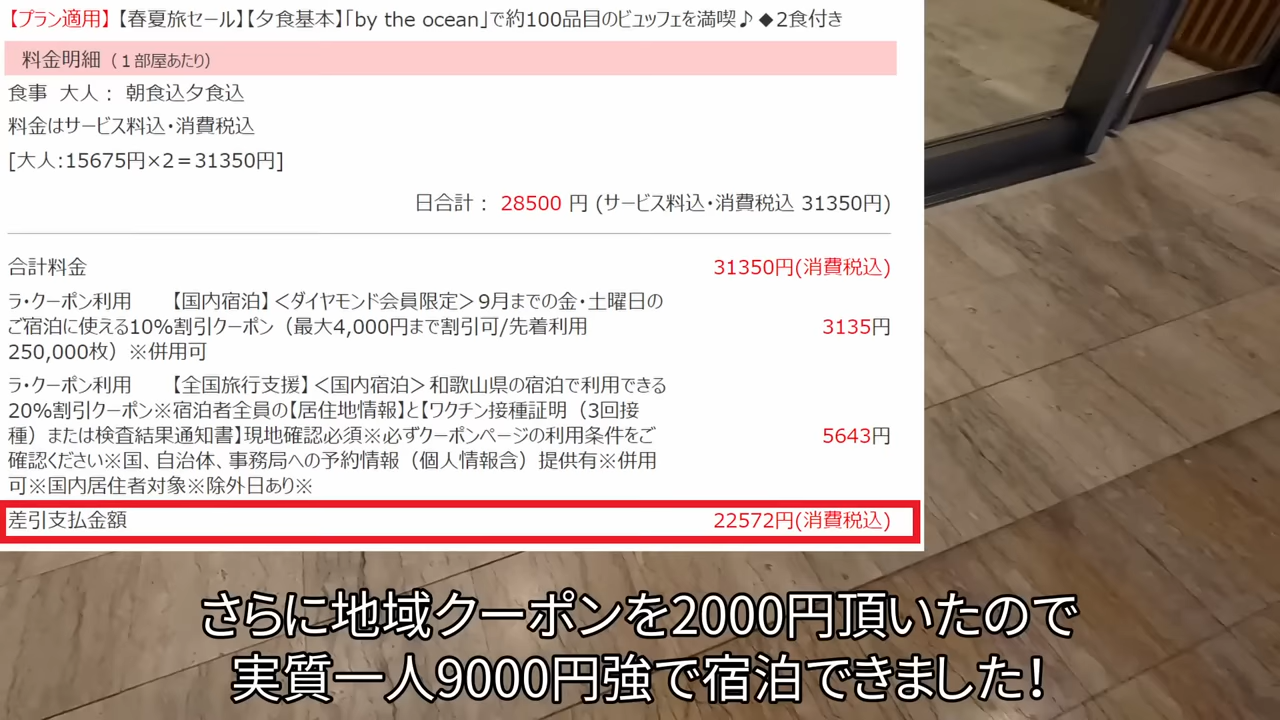 【プラン適用】【春夏旅セール】【夕食基本】「by the ocean」で約100品目のビュッフェを満喫♪◆2食付き
料金明細（１部屋あたり）
食事 大人： 朝食込夕食込
料金はサービス料込・消費税込
[大人:15675円×2＝31350円]
日合計： 28500 円 (サービス料込・消費税込 31350円)
合計料金 31350円(消費税込)
ラ・クーポン利用 【国内宿泊】＜ダイヤモンド会員限定＞9月までの金・土曜日の
ご宿泊に使える10%割引クーポン（最大4,000円まで割引可/先着利用 3135円
250,000枚）※併用可
ラ・クーポン利用 【全国旅行支援】＜国内宿泊＞和歌山県の宿泊で利用できる
20%割引クーポン※宿泊者全員の【居住地情報】と【ワクチン接種証明（3回接
種）または検査結果通知書】現地確認必須※必ずクーポンページの利用条件をご 5643円
確認ください※国、自治体、事務局への予約情報（個人情報含）提供有※併用
可※国内居住者対象※除外日あり※
差引支払金額 22572円(消費税込)
さらに地域クーポンを2000円頂いたので
実質一人9000円強で宿泊できました！